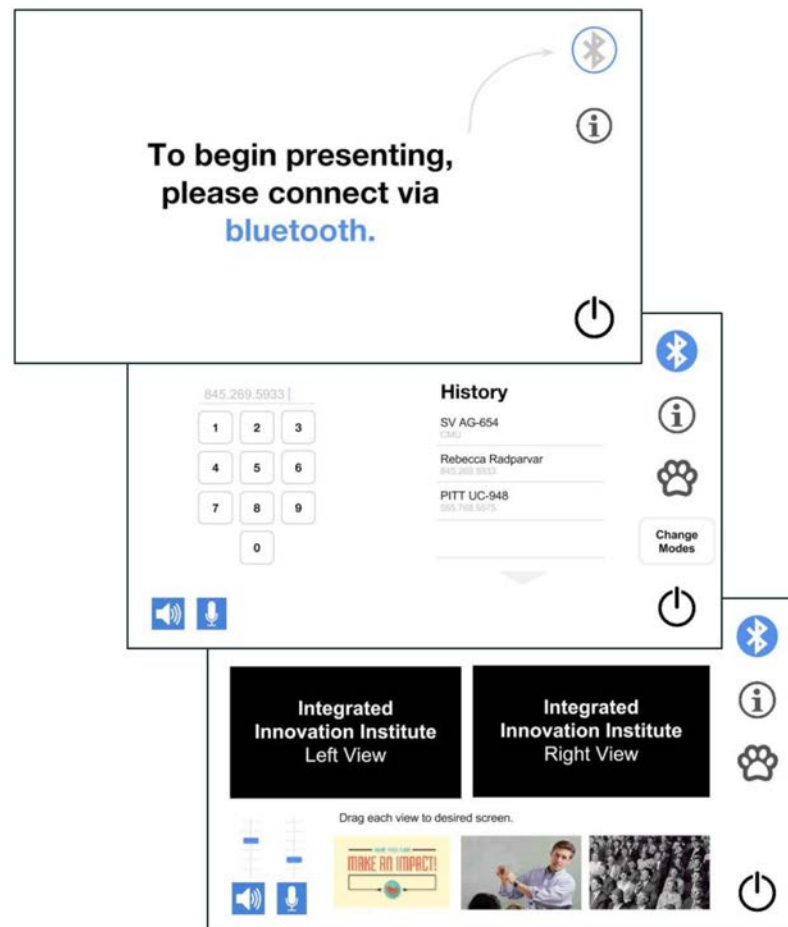 To begin presenting,
please connect via
bluetooth.
845.269.5933
1 2 3
4 5 6
7 8 9
0
History
SV AG-654
CMU
Rebecca Radparvar
845.269.5933
PITT UC-948
555.768.5575
Change
Modes
Integrated
Innovation Institute
Left View
Integrated
Innovation Institute
Right View
Drag each view to desired screen.
MAKE AN IMPACT!